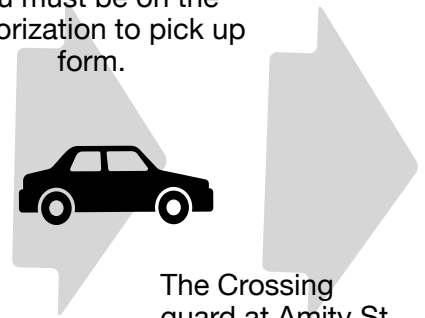 u must be on the
orization to pick up
form.
The Crossing
guard at Amity St